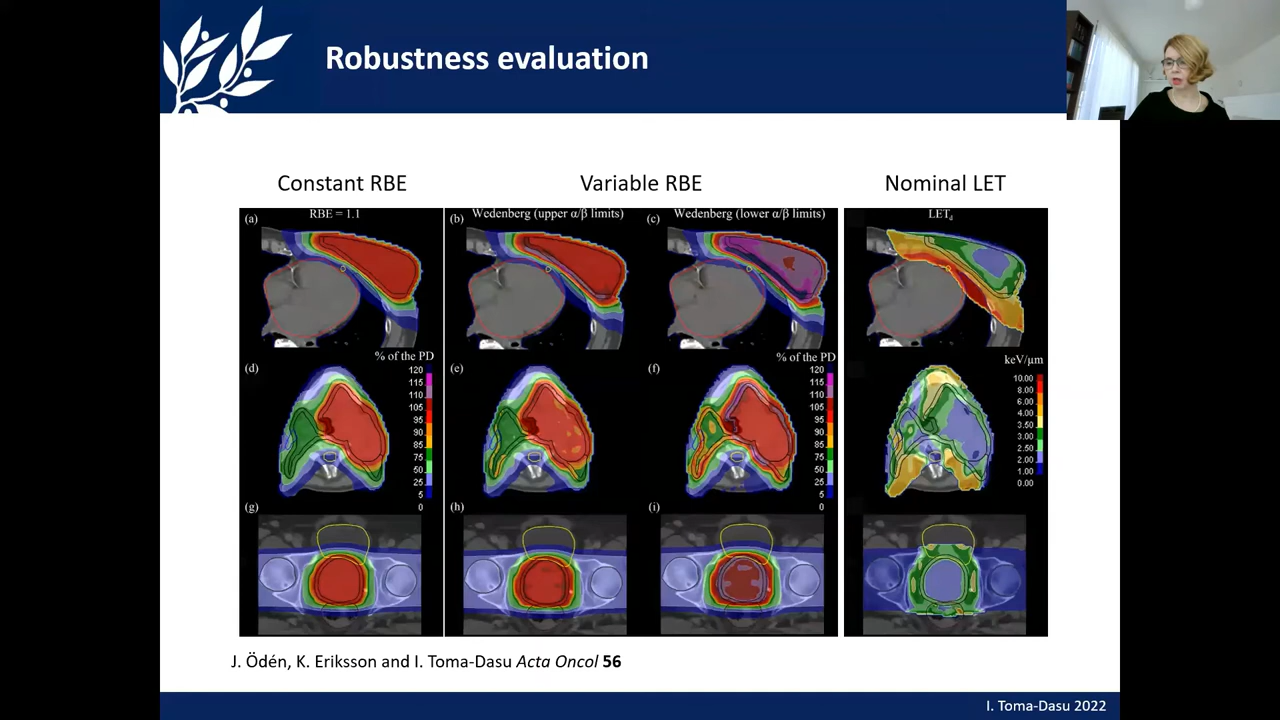 Robustness evaluation
Constant RBE
Variable RBE
Nominal LET
(a) RBE = 1.1
(b) Wedenberg (upper α/β limits)
(c) Wedenberg (lower α/β limits)
LETd
(d)
% of the PD
120
115
110
105
95
90
85
75
50
25
5
0
(e)
(f)
% of the PD
120
115
110
105
95
90
85
75
50
25
5
0
keV/μm
10.00
8.00
6.00
4.00
3.50
3.00
2.50
2.00
1.00
0.00
(g)
(h)
(i)
J. Ödén, K. Eriksson and I. Toma-Dasu Acta Oncol 56
I. Toma-Dasu 2022